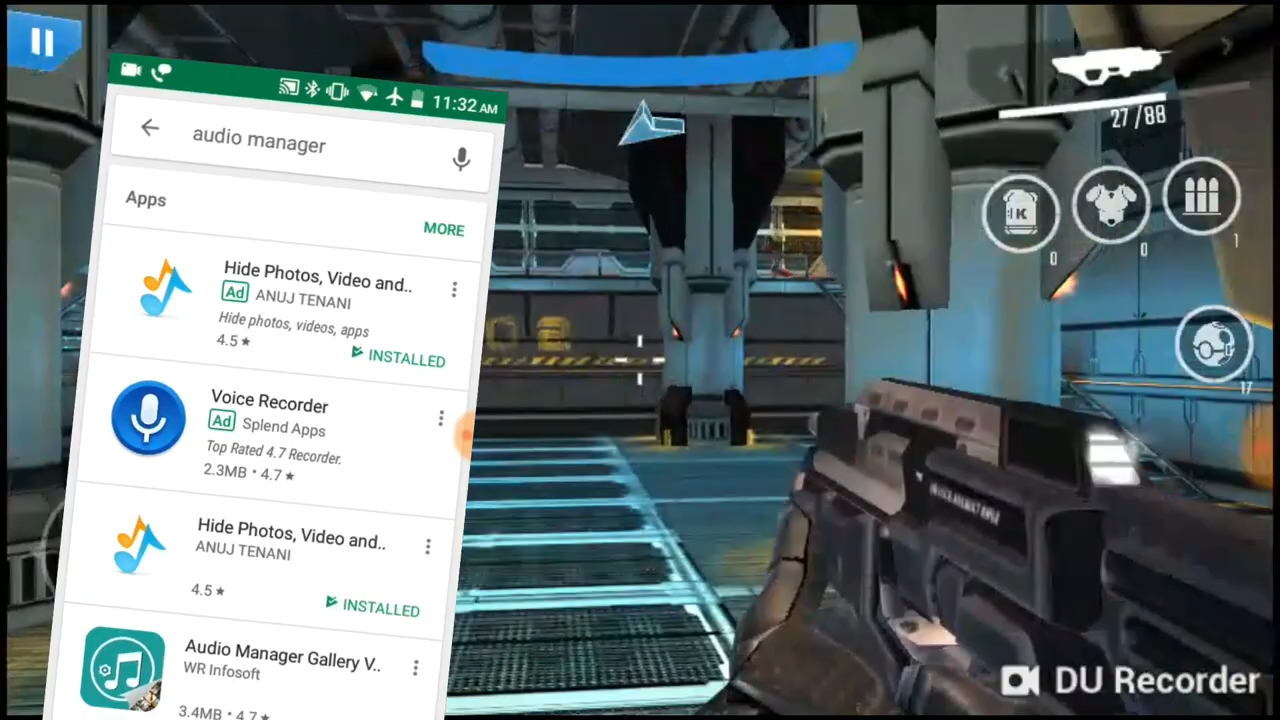 11:32 AM
audio manager
Apps
MORE
Hide Photos, Video and..
Ad ANUJ TENANI
Hide photos, videos, apps
4.5★
INSTALLED
Voice Recorder
Ad Splend Apps
Top Rated 4.7 Recorder.
2.3MB • 4.7★
Hide Photos, Video and..
ANUJ TENANI
4.5★
INSTALLED
Audio Manager Gallery V..
WR Infosoft
3.4MB • 4.7★
27/88
K
0
0
1
17
DU Recorder